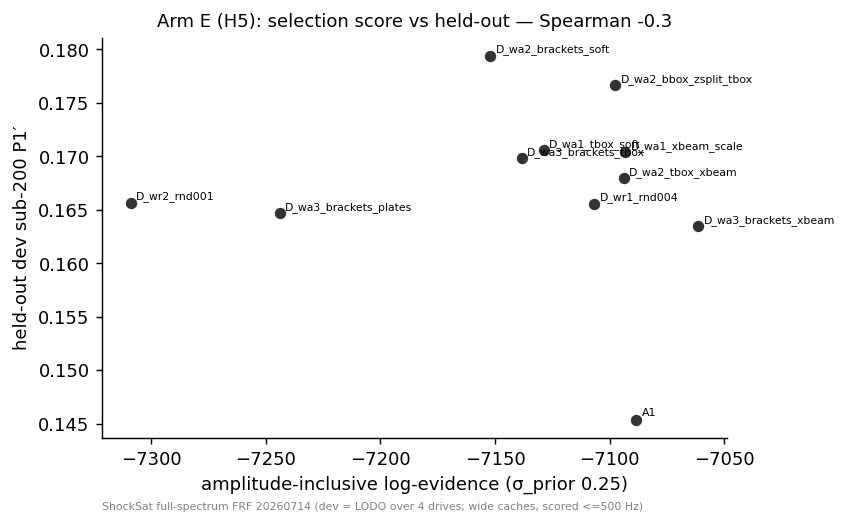 Arm E (H5): selection score vs held-out — Spearman -0.3
held-out dev sub-200 P1′
0.180
0.175
0.170
0.165
0.160
0.155
0.150
0.145
D_wa2_brackets_soft
D_wa2_bbox_zsplit_tbox
D_wa1_tbox_soft
D_wa1_xbeam_scale
D_wa3_brackets_tbox
D_wa2_tbox_xbeam
D_wr2_rnd001
D_wr1_rnd004
D_wa3_brackets_plates
D_wa3_brackets_xbeam
A1
−7300
−7250
−7200
−7150
−7100
−7050
amplitude-inclusive log-evidence (σ_prior 0.25)
ShockSat full-spectrum FRF 20260714 (dev = LODO over 4 drives; wide caches, scored <=500 Hz)